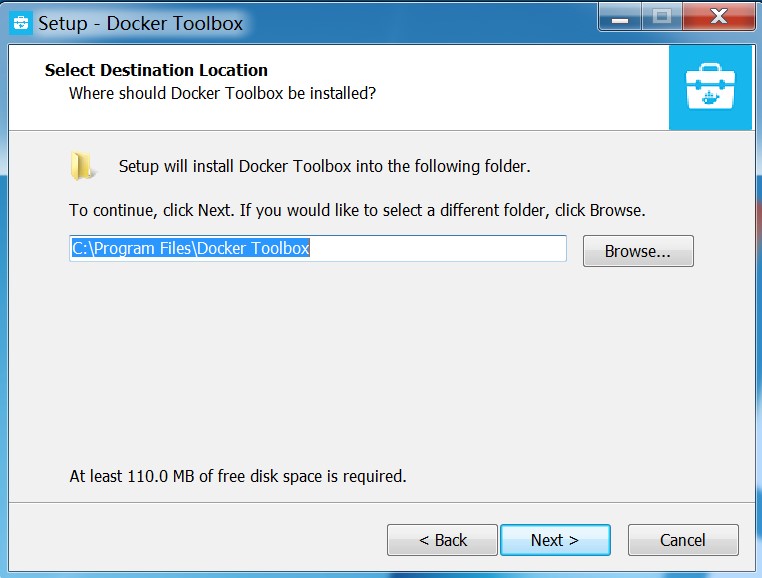 Setup - Docker Toolbox
Select Destination Location
Where should Docker Toolbox be installed?
Setup will install Docker Toolbox into the following folder.
To continue, click Next. If you would like to select a different folder, click Browse.
C:\Program Files\Docker Toolbox
Browse...
At least 110.0 MB of free disk space is required.
< Back
Next >
Cancel